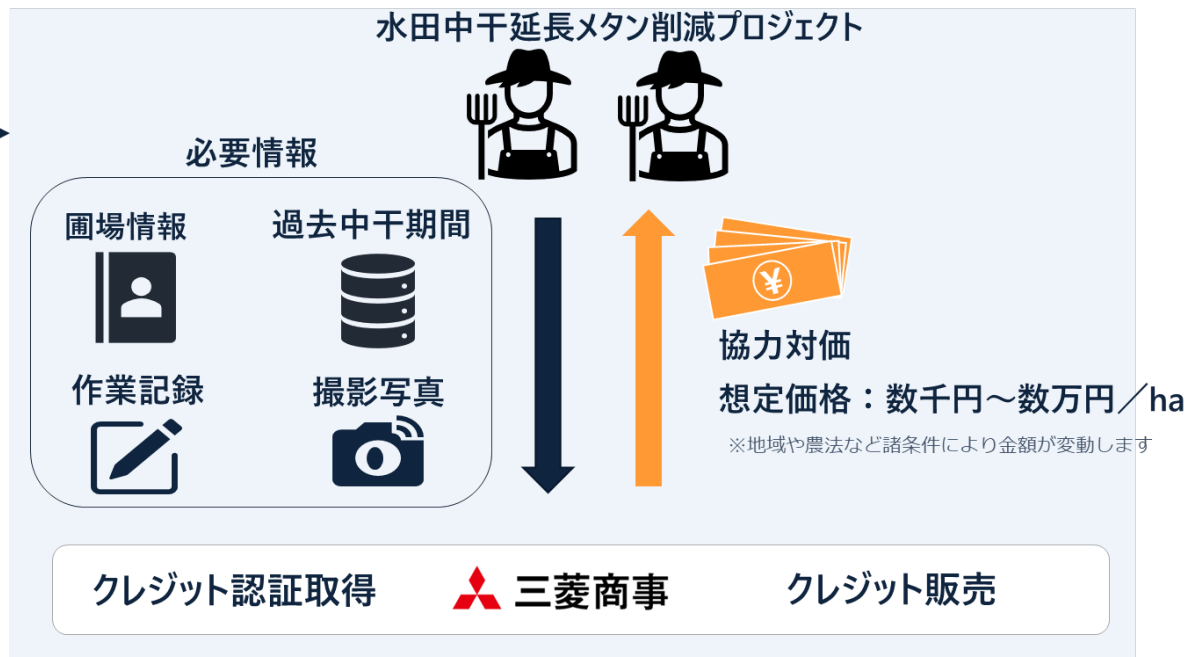 水田中干延長メタン削減プロジェクト
必要情報
圃場情報
過去中干期間
作業記録
撮影写真
¥
協力対価
想定価格：数千円～数万円／ha
※地域や農法など諸条件により金額が変動します
クレジット認証取得
三菱商事
クレジット販売